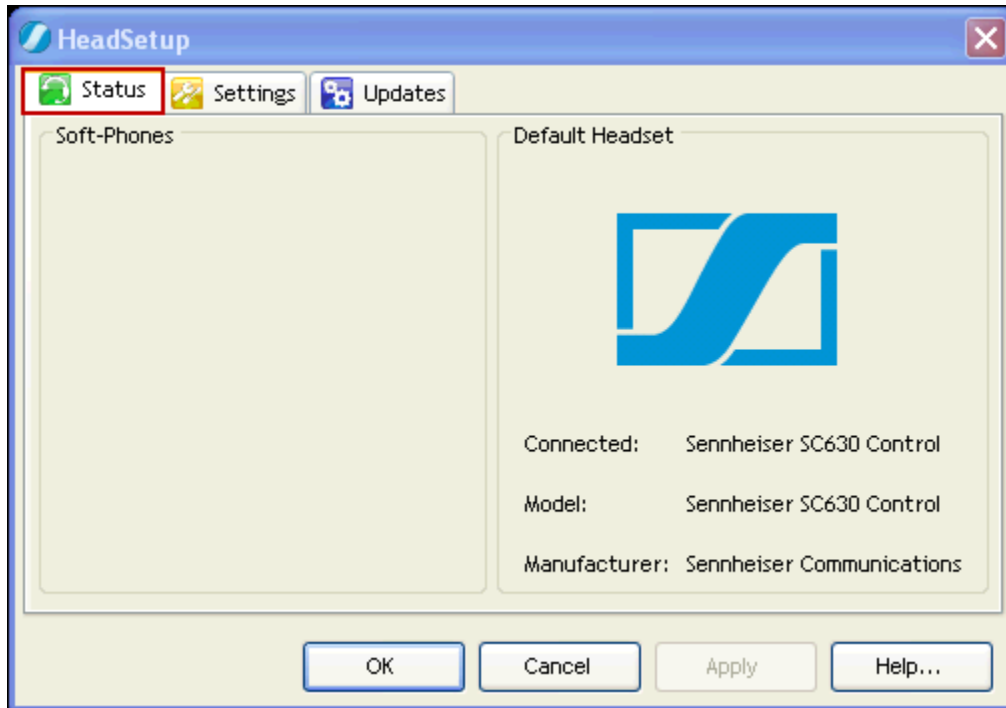 HeadSetup
Status Settings Updates
Soft-Phones
Default Headset
Connected: Sennheiser SC630 Control
Model: Sennheiser SC630 Control
Manufacturer: Sennheiser Communications
OK Cancel Apply Help...